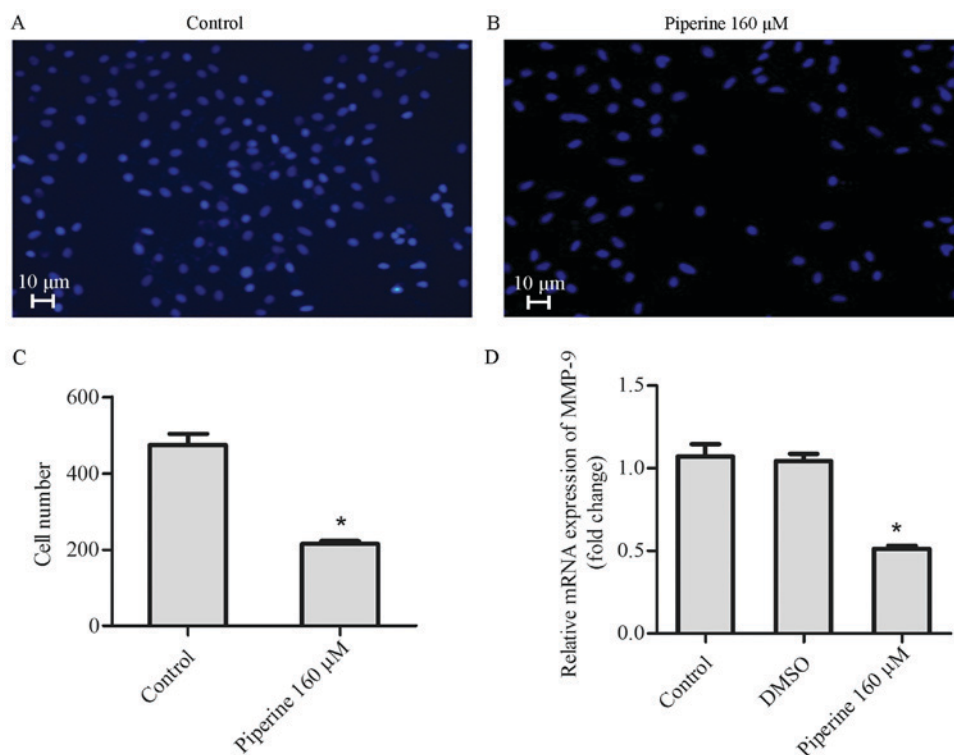 A
Control
10 μm
B
Piperine 160 μM
10 μm
C
Cell number
600
400
200
0
*
Control
Piperine 160 μM
D
Relative mRNA expression of MMP-9
(fold change)
1.5
1.0
0.5
0.0
*
Control
DMSO
Piperine 160 μM